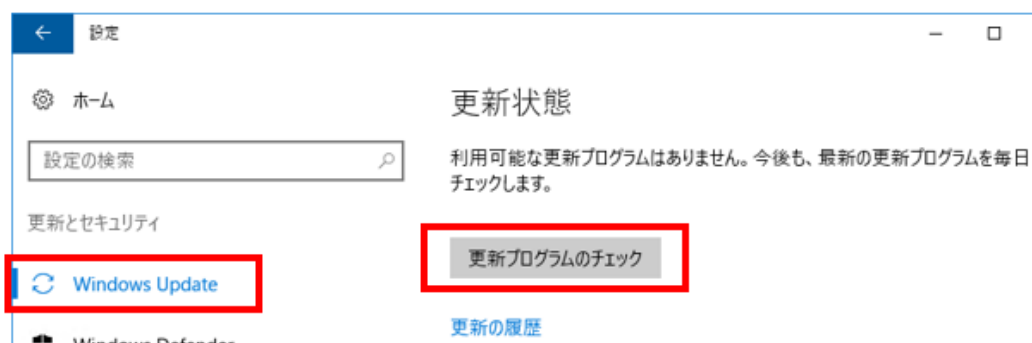 設定
ホーム
設定の検索
更新とセキュリティ
Windows Update
Windows Defender
更新状態
利用可能な更新プログラムはありません。今後も、最新の更新プログラムを毎日
チェックします。
更新プログラムのチェック
更新の履歴